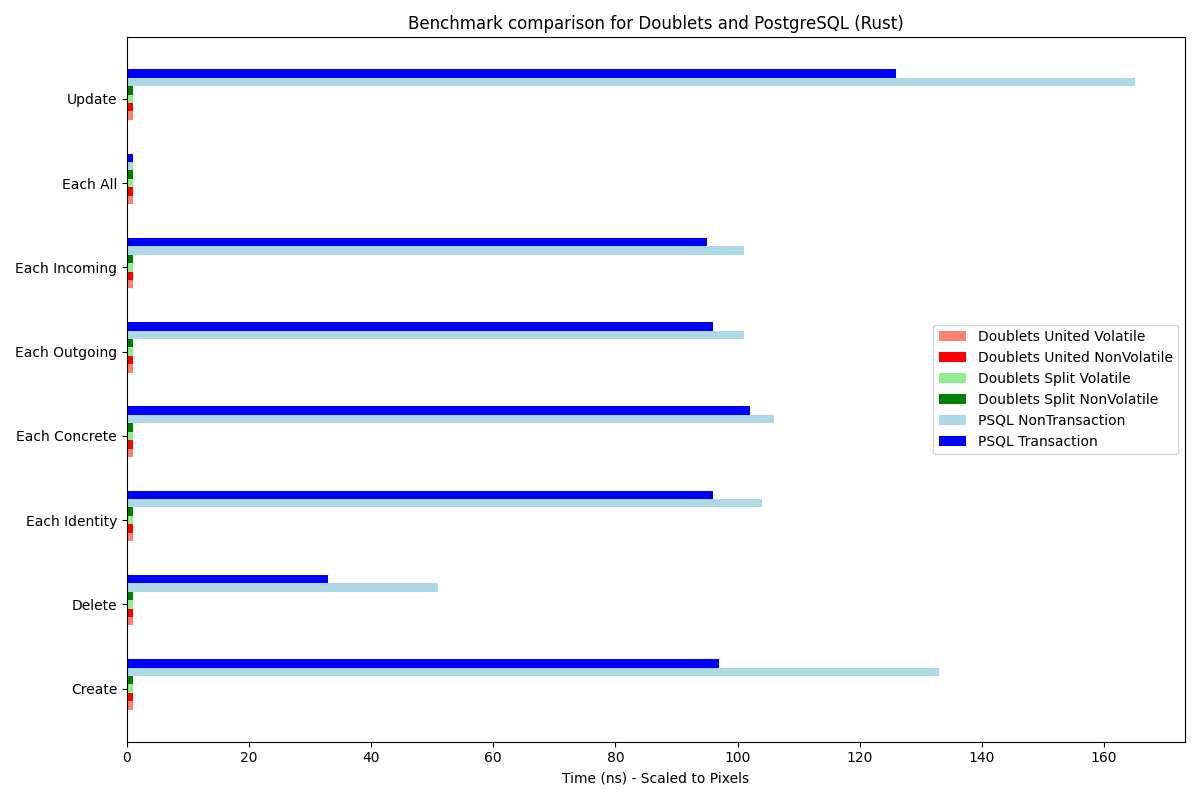 Benchmark comparison for Doublets and PostgreSQL (Rust)
Update
Each All
Each Incoming
Each Outgoing
Each Concrete
Each Identity
Delete
Create
Doublets United Volatile
Doublets United NonVolatile
Doublets Split Volatile
Doublets Split NonVolatile
PSQL NonTransaction
PSQL Transaction
0 20 40 60 80 100 120 140 160
Time (ns) - Scaled to Pixels